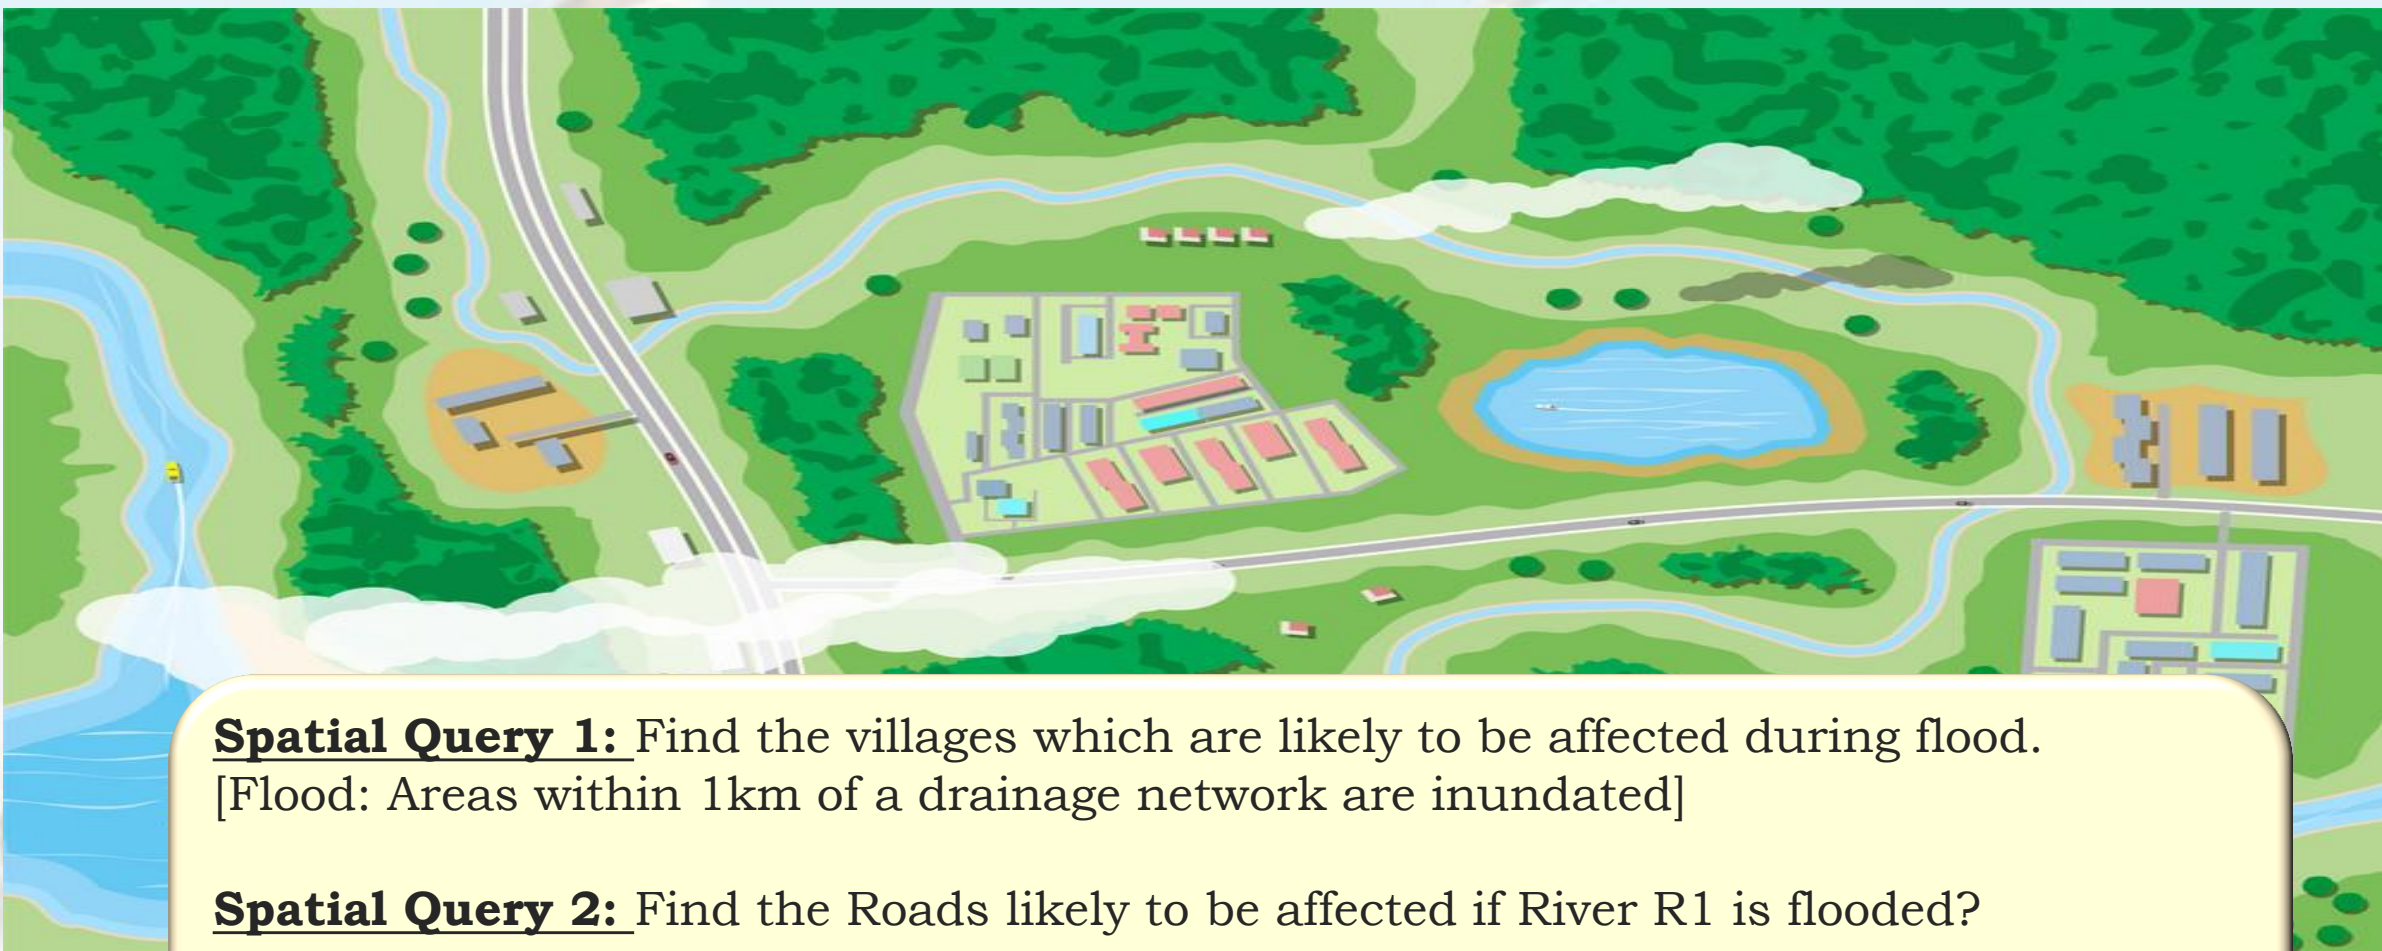 Spatial Query 1: Find the villages which are likely to be affected during flood.
[Flood: Areas within 1km of a drainage network are inundated]
Spatial Query 2: Find the Roads likely to be affected if River R1 is flooded?